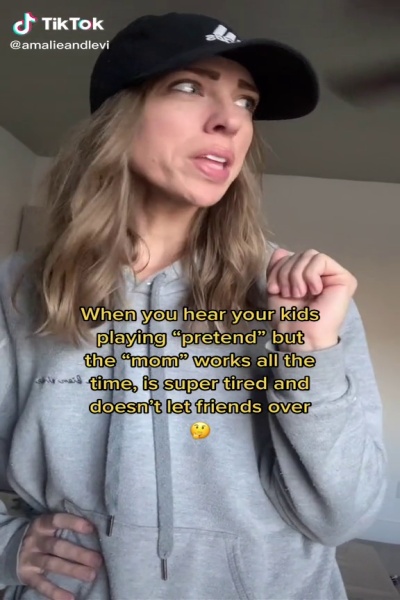 TikTok
@amalieandlevi
When you hear your kids
playing “pretend” but
the “mom” works all the
time, is super tired and
doesn’t let friends over
🤔